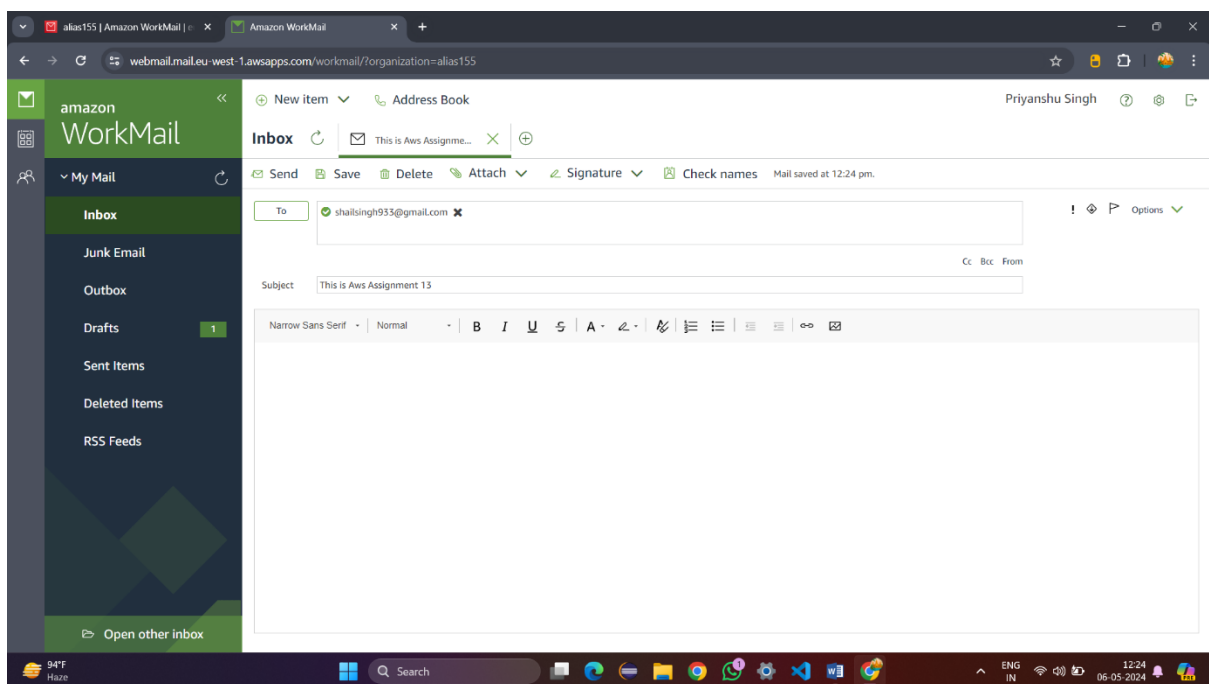 alias155 | Amazon WorkMail | e
Amazon WorkMail
webmail.mail.eu-west-1.awsapps.com/workmail/?organization=alias155
amazon
WorkMail
New item
Address Book
Priyanshu Singh
Inbox
This is Aws Assignme...
My Mail
Send
Save
Delete
Attach
Signature
Check names
Mail saved at 12:24 pm.
Inbox
Junk Email
Outbox
Drafts
1
Sent Items
Deleted Items
RSS Feeds
Open other inbox
To
shailsingh933@gmail.com
! Options
Cc Bcc From
Subject
This is Aws Assignment 13
Narrow Sans Serif
Normal
B I U S A
94°F
Haze
Search
ENG
IN
12:24
06-05-2024